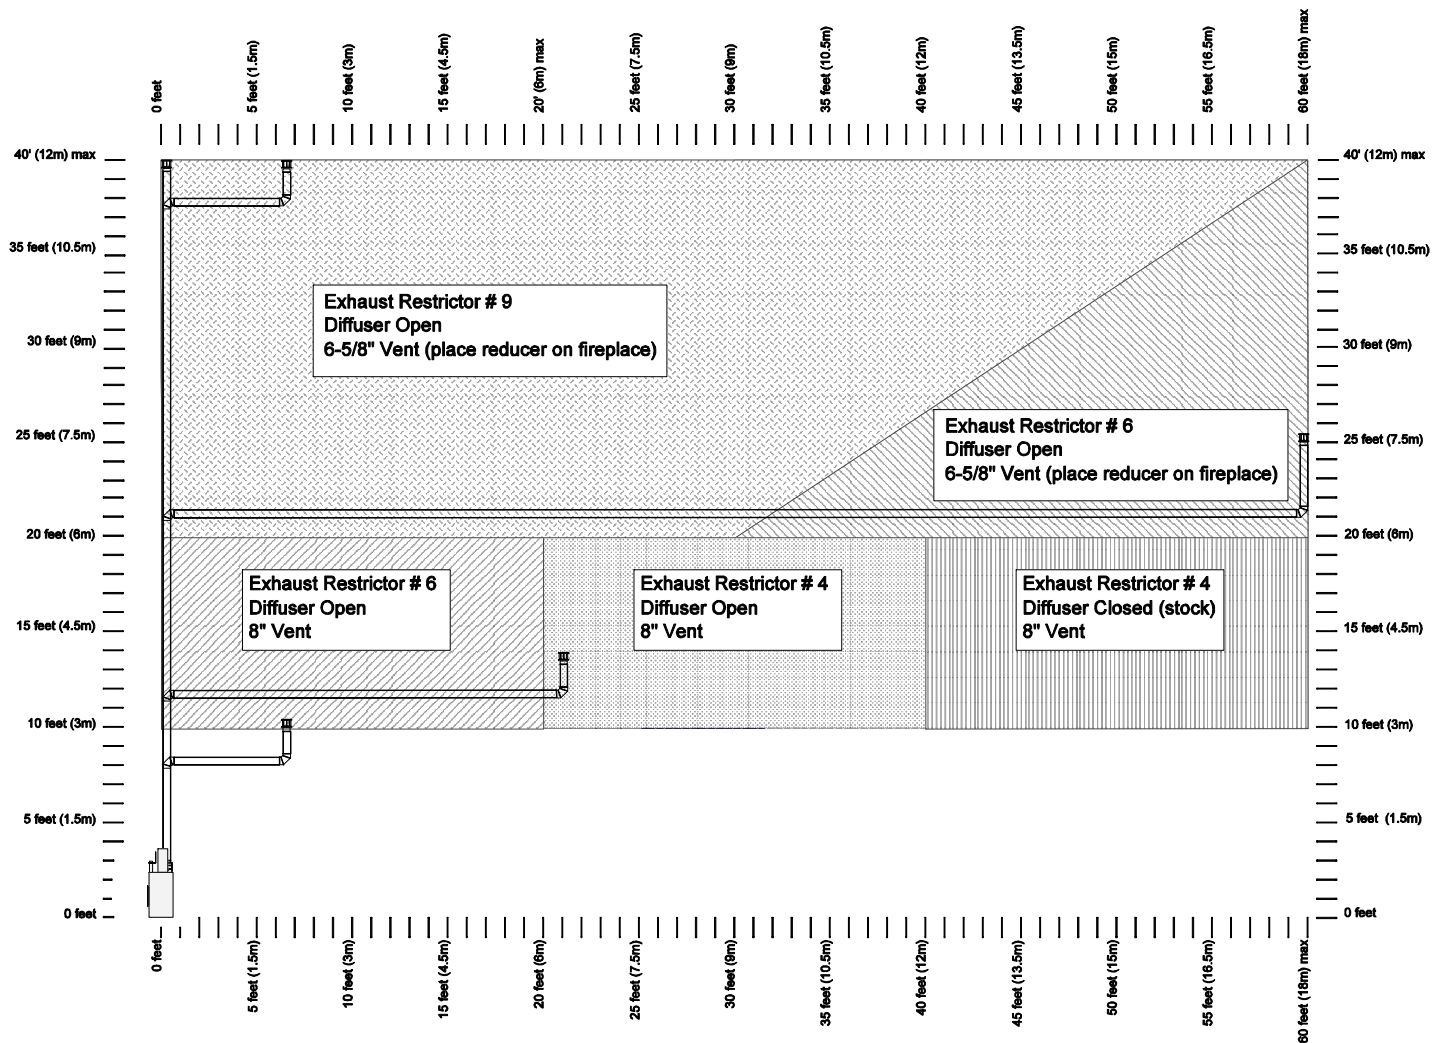 0 feet
5 feet (1.5m)
10 feet (3m)
15 feet (4.5m)
20' (6m) max
25 feet (7.5m)
30 feet (9m)
35 feet (10.5m)
40 feet (12m)
45 feet (13.5m)
50 feet (15m)
55 feet (16.5m)
60 feet (18m) max
40' (12m) max
35 feet (10.5m)
30 feet (9m)
25 feet (7.5m)
20 feet (6m)
15 feet (4.5m)
10 feet (3m)
5 feet (1.5m)
0 feet
Exhaust Restrictor # 9
Diffuser Open
6-5/8" Vent (place reducer on fireplace)
Exhaust Restrictor # 6
Diffuser Open
6-5/8" Vent (place reducer on fireplace)
Exhaust Restrictor # 6
Diffuser Open
8" Vent
Exhaust Restrictor # 4
Diffuser Open
8" Vent
Exhaust Restrictor # 4
Diffuser Closed (stock)
8" Vent
40' (12m) max
35 feet (10.5m)
30 feet (9m)
25 feet (7.5m)
20 feet (6m)
15 feet (4.5m)
10 feet (3m)
5 feet (1.5m)
0 feet
0 feet
5 feet (1.5m)
10 feet (3m)
15 feet (4.5m)
20 feet (6m)
25 feet (7.5m)
30 feet (9m)
35 feet (10.5m)
40 feet (12m)
45 feet (13.5m)
50 feet (15m)
55 feet (16.5m)
60 feet (18m) max